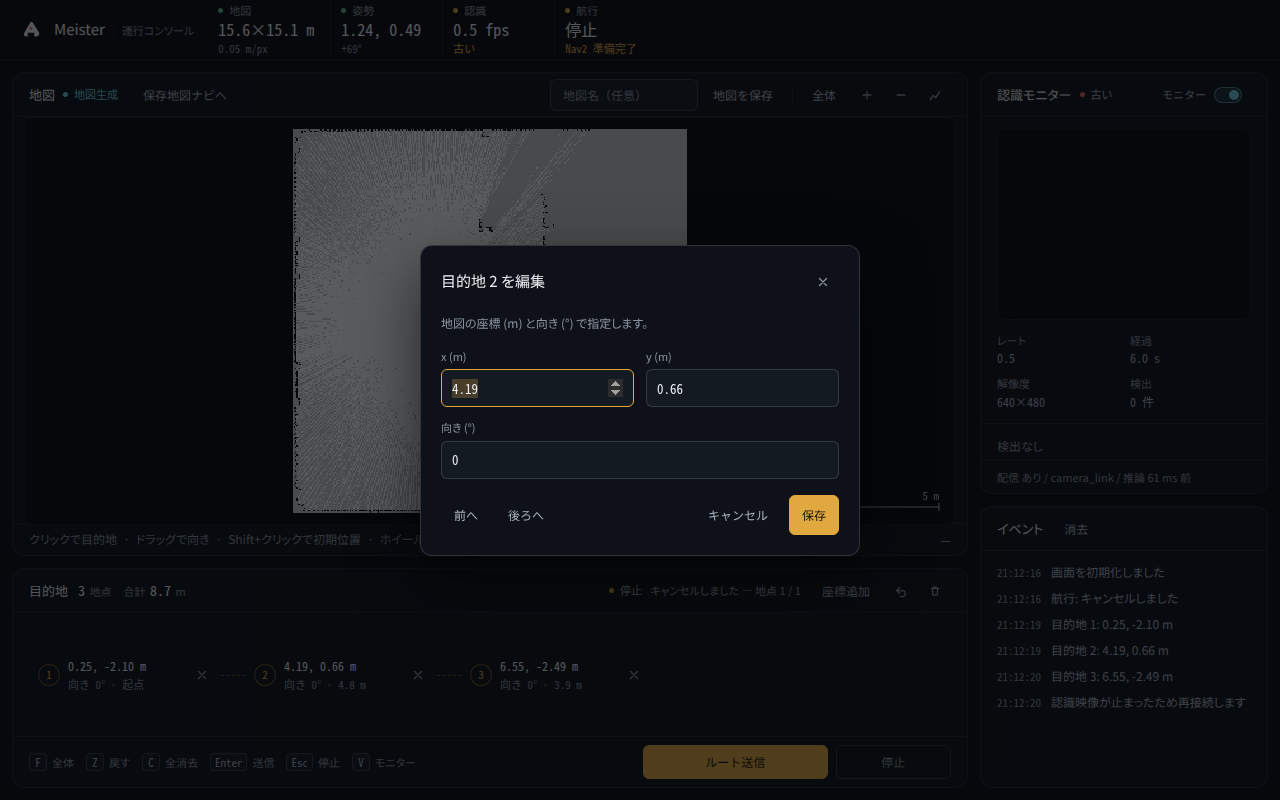 Meister 運行コンソール
地図
15.6×15.1 m
0.05 m/px
姿勢
1.24, 0.49
+69°
認識
0.5 fps
古い
航行
停止
Nav2 準備完了
地図 地図生成 保存地図ナビへ 地図名（任意） 地図を保存 全体
認識モニター 古い モニター
目的地 2 を編集
地図の座標 (m) と向き (°) で指定します。
x (m) y (m)
4.19 0.66
向き (°)
0
前へ 後ろへ キャンセル 保存
5 m
クリックで目的地 · ドラッグで向き · Shift+クリックで初期位置 · ホイー
レート 経過
0.5 6.0 s
解像度 検出
640×480 0 件
検出なし
配信 あり / camera_link / 推論 61 ms 前
目的地 3 地点 合計 8.7 m
停止 キャンセルしました — 地点 1 / 1 座標追加
1 0.25, -2.10 m
向き 0° · 起点
2 4.19, 0.66 m
向き 0° · 4.8 m
3 6.55, -2.49 m
向き 0° · 3.9 m
F 全体 Z 戻す C 全消去 Enter 送信 Esc 停止 V モニター
ルート送信 停止
イベント 消去
21:12:16 画面を初期化しました
21:12:16 航行: キャンセルしました
21:12:19 目的地 1: 0.25, -2.10 m
21:12:19 目的地 2: 4.19, 0.66 m
21:12:20 目的地 3: 6.55, -2.49 m
21:12:20 認識映像が止まったため再接続します